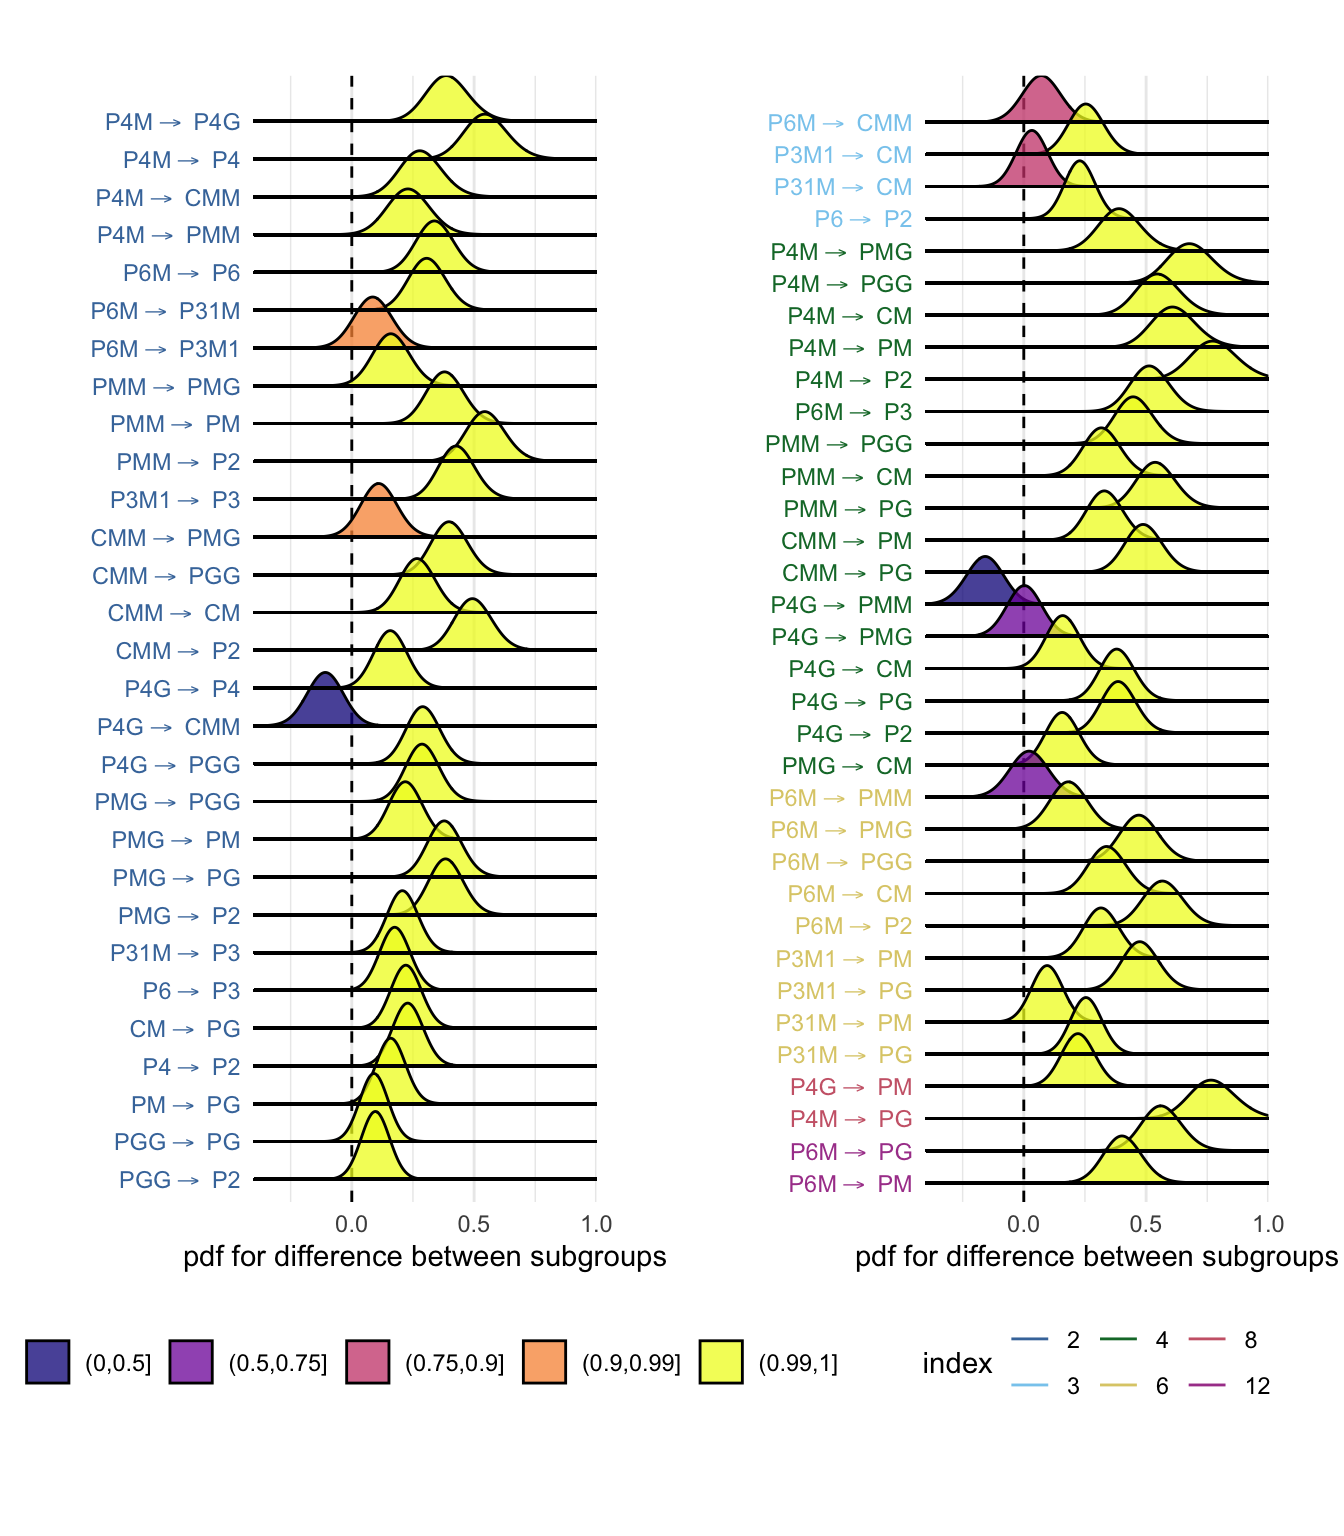 P4M → P4G
P4M → P4
P4M → CMM
P4M → PMM
P6M → P6
P6M → P31M
P6M → P3M1
PMM → PMG
PMM → PM
PMM → P2
P3M1 → P3
CMM → PMG
CMM → PGG
CMM → CM
CMM → P2
P4G → P4
P4G → CMM
P4G → PGG
PMG → PGG
PMG → PM
PMG → PG
PMG → P2
P31M → P3
P6 → P3
CM → PG
P4 → P2
PM → PG
PGG → PG
PGG → P2
0.0 0.5 1.0
pdf for difference between subgroups
P6M → CMM
P3M1 → CM
P31M → CM
P6 → P2
P4M → PMG
P4M → PGG
P4M → CM
P4M → PM
P4M → P2
P6M → P3
PMM → PGG
PMM → CM
PMM → PG
CMM → PM
CMM → PG
P4G → PMM
P4G → PMG
P4G → CM
P4G → PG
P4G → P2
PMG → CM
P6M → PMM
P6M → PMG
P6M → PGG
P6M → CM
P6M → P2
P3M1 → PM
P3M1 → PG
P31M → PM
P31M → PG
P4G → PM
P4M → PG
P6M → PG
P6M → PM
0.0 0.5 1.0
pdf for difference between subgroups
(0,0.5] (0.5,0.75] (0.75,0.9] (0.9,0.99] (0.99,1]
index
2 4 8
3 6 12